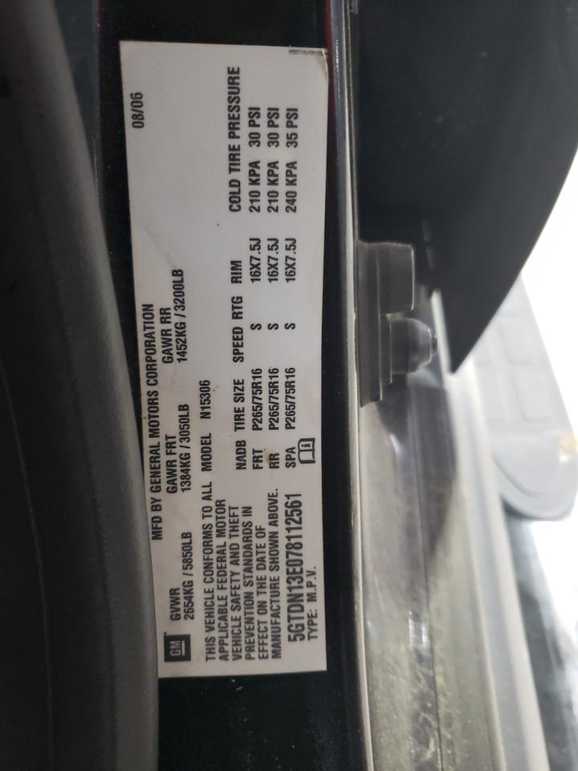 GM
MFD BY GENERAL MOTORS CORPORATION
08/06
GVWR GAWR FRT GAWR RR
2654KG / 5850LB 1384KG / 3050LB 1452KG / 3200LB
THIS VEHICLE CONFORMS TO ALL
APPLICABLE FEDERAL MOTOR
VEHICLE SAFETY AND THEFT
PREVENTION STANDARDS IN
EFFECT ON THE DATE OF
MANUFACTURE SHOWN ABOVE.
5GTDN13E078112561
TYPE: M.P.V.
MODEL N15306
NADB TIRE SIZE SPEED RTG RIM COLD TIRE PRESSURE
FRT P265/75R16 S 16X7.5J 210 KPA 30 PSI
RR P265/75R16 S 16X7.5J 210 KPA 30 PSI
SPA P265/75R16 S 16X7.5J 240 KPA 35 PSI